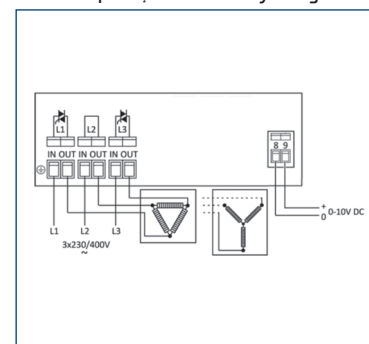 L1 L2 L3
IN OUT IN OUT IN OUT
8 9
L1 L2 L3
3x230/400V
~
+
0
0-10V DC